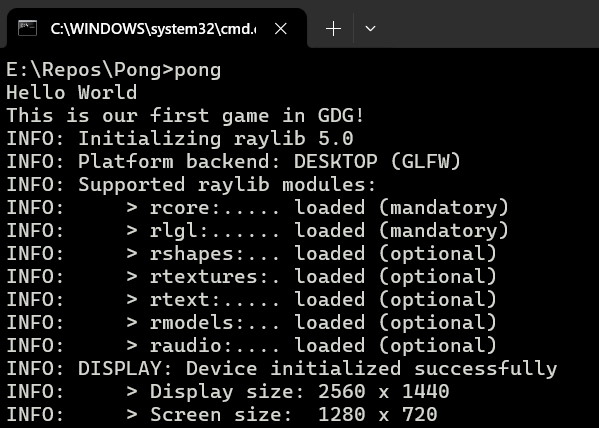 C:\WINDOWS\system32\cmd.e
E:\Repos\Pong>pong
Hello World
This is our first game in GDG!
INFO: Initializing raylib 5.0
INFO: Platform backend: DESKTOP (GLFW)
INFO: Supported raylib modules:
INFO:     > rcore:..... loaded (mandatory)
INFO:     > rlgl:...... loaded (mandatory)
INFO:     > rshapes:... loaded (optional)
INFO:     > rtextures:. loaded (optional)
INFO:     > rtext:..... loaded (optional)
INFO:     > rmodels:... loaded (optional)
INFO:     > raudio:.... loaded (optional)
INFO: DISPLAY: Device initialized successfully
INFO:     > Display size: 2560 x 1440
INFO:     > Screen size:  1280 x 720